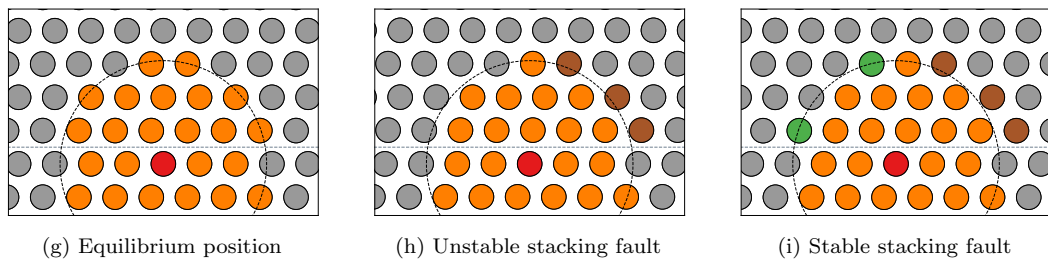 (g) Equilibrium position
(h) Unstable stacking fault
(i) Stable stacking fault